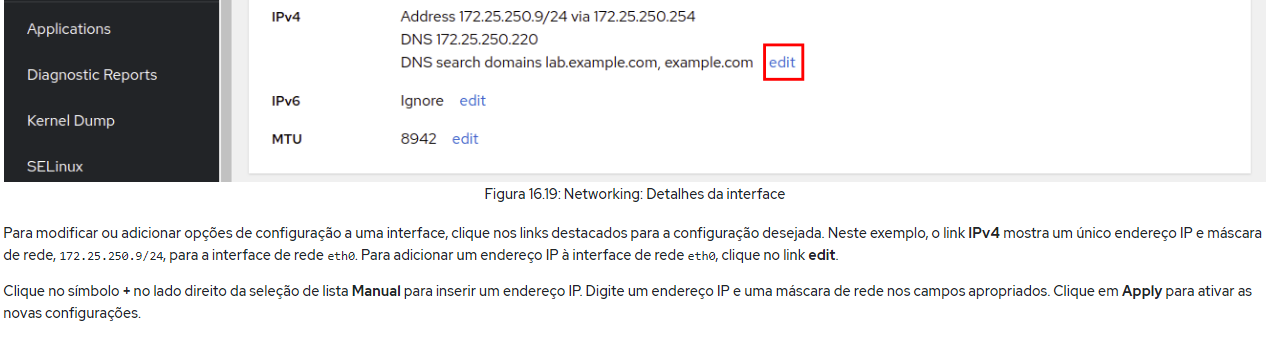 Applications
Diagnostic Reports
Kernel Dump
SELinux
IPv4 Address 172.25.250.9/24 via 172.25.250.254
DNS 172.25.250.220
DNS search domains lab.example.com, example.com edit
IPv6 Ignore edit
MTU 8942 edit
Figura 16.19: Networking: Detalhes da interface
Para modificar ou adicionar opções de configuração a uma interface, clique nos links destacados para a configuração desejada. Neste exemplo, o link IPv4 mostra um único endereço IP e máscara
de rede, 172.25.250.9/24, para a interface de rede eth0. Para adicionar um endereço IP à interface de rede eth0, clique no link edit.
Clique no símbolo + no lado direito da seleção de lista Manual para inserir um endereço IP. Digite um endereço IP e uma máscara de rede nos campos apropriados. Clique em Apply para ativar as
novas configurações.